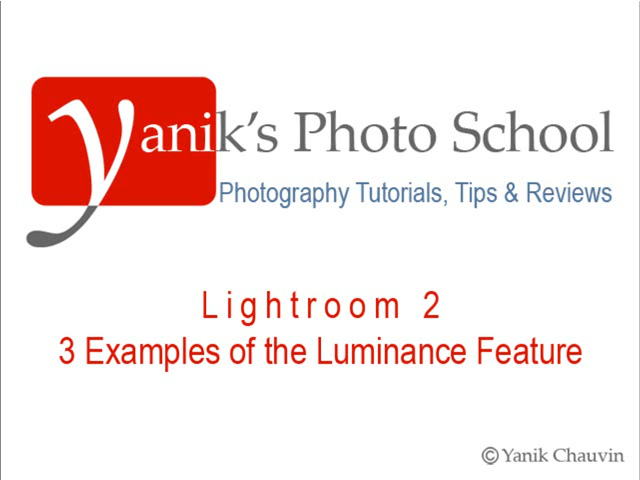 Yanik's Photo School
Photography Tutorials, Tips & Reviews
Lightroom 2
3 Examples of the Luminance Feature
© Yanik Chauvin